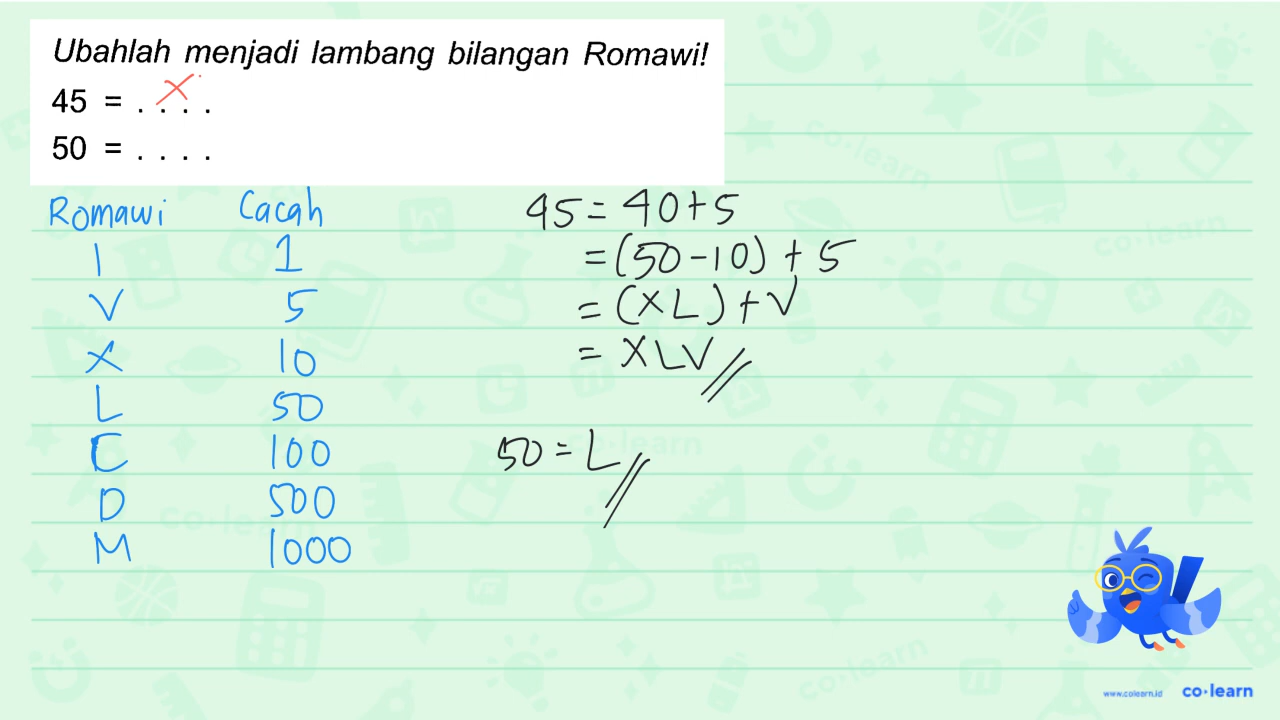 Ubahlah menjadi lambang bilangan Romawi!
45 = . . . .
x
50 = . . . .
Romawi Cacah
I 1
V 5
X 10
L 50
C 100
D 500
M 1000
45 = 40 + 5
= (50 - 10) + 5
= (XL) + V
= XLV //
50 = L //
www.colearn.id co·learn